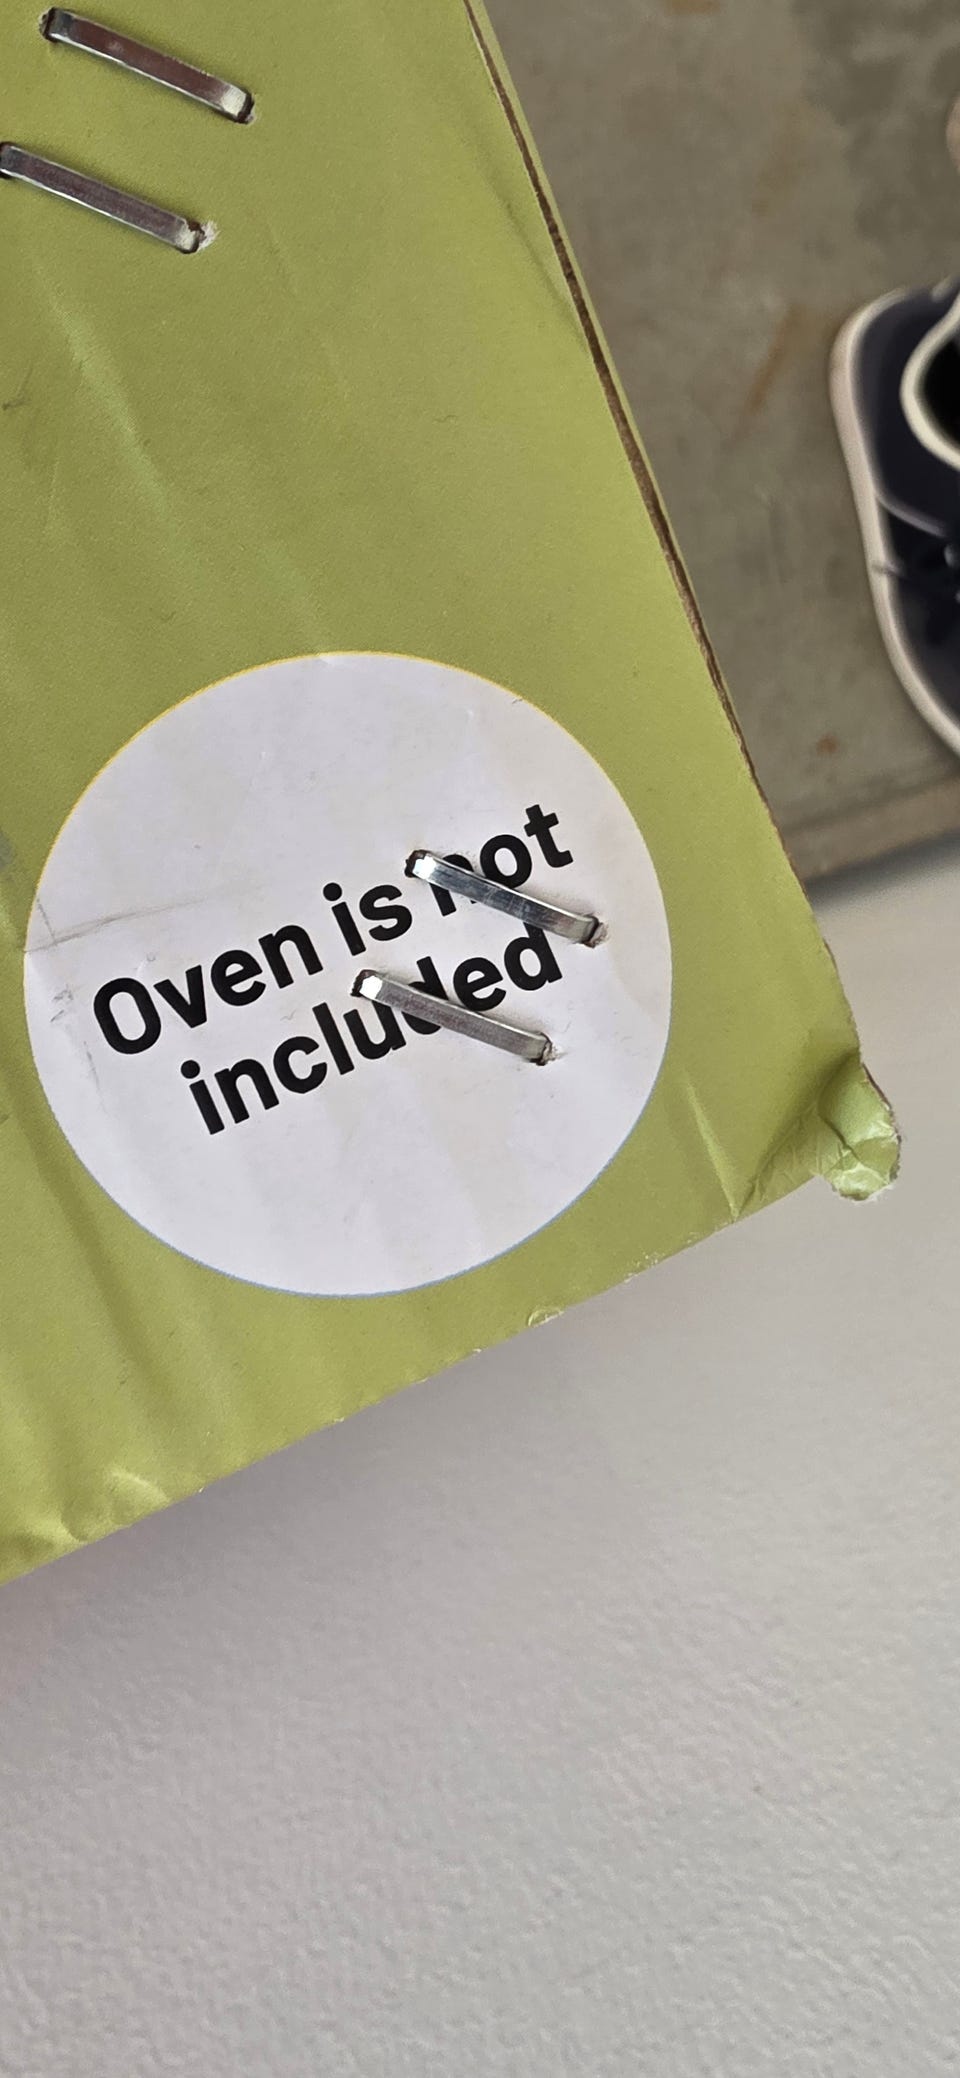 Oven is not
included